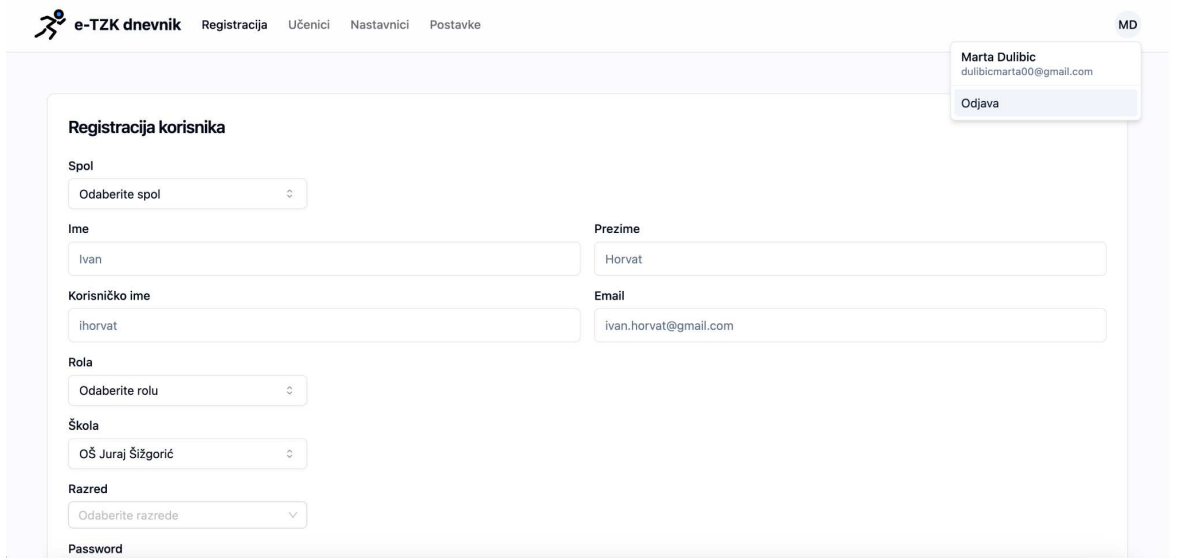 e-TZK dnevnik Registracija Učenici Nastavnici Postavke MD
Marta Dulibic
dulibicmarta00@gmail.com
Odjava
Registracija korisnika
Spol
Odaberite spol
Ime Prezime
Ivan Horvat
Korisničko ime Email
ihorvat ivan.horvat@gmail.com
Rola
Odaberite rolu
Škola
OŠ Juraj Šižgorić
Razred
Odaberite razrede
Password